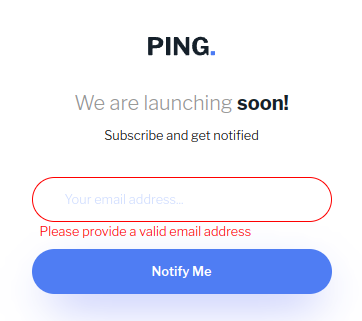 PING.
We are launching soon!
Subscribe and get notified
Your email address...
Please provide a valid email address
Notify Me